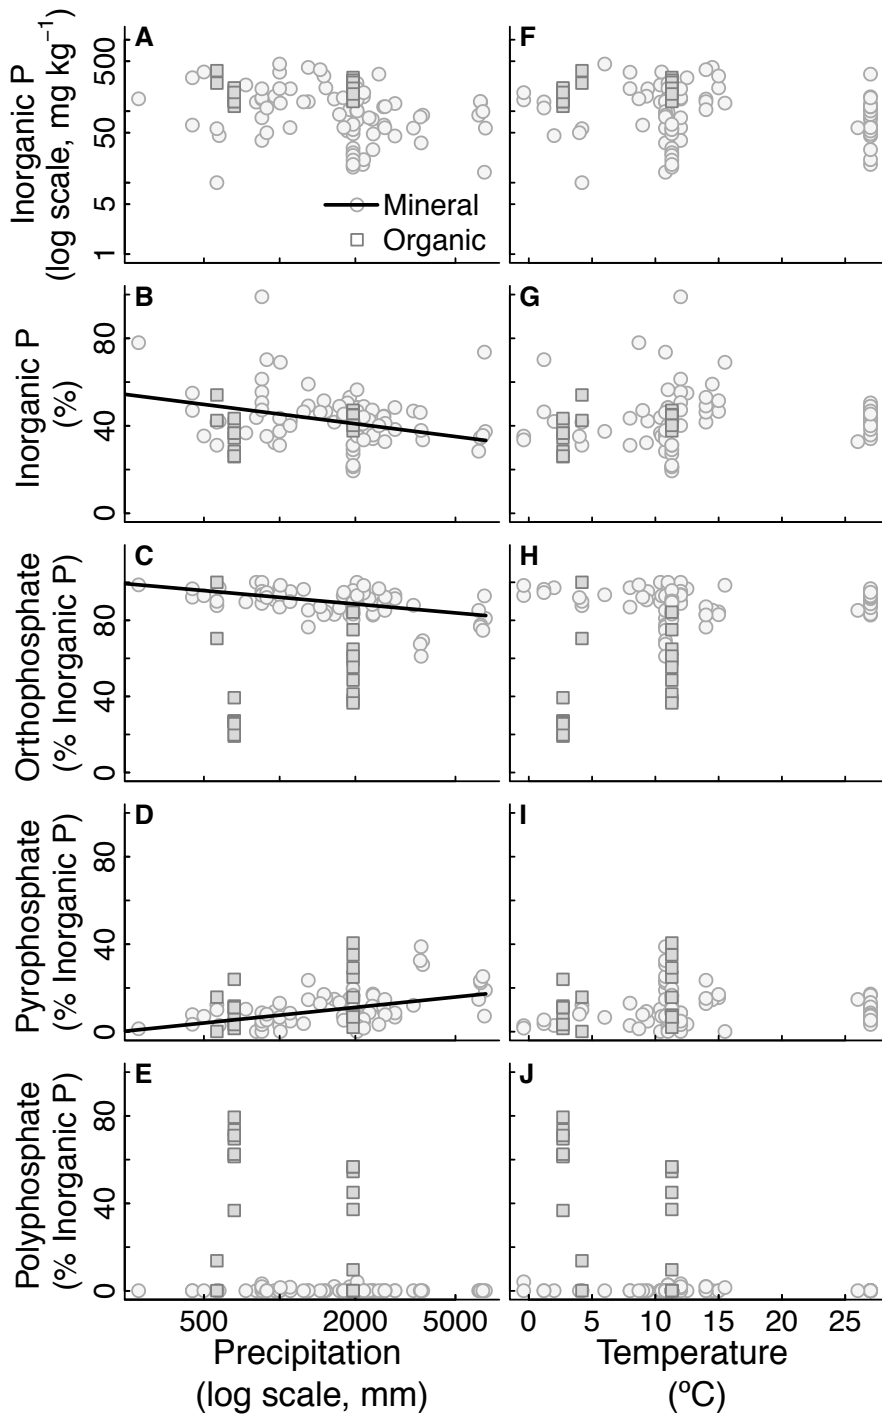 A
F
Inorganic P
(log scale, mg kg⁻¹)
500
50
5
1
Mineral
Organic
B
G
Inorganic P
(%)
80
40
0
C
H
Orthophosphate
(% Inorganic P)
80
40
0
D
I
Pyrophosphate
(% Inorganic P)
80
40
0
E
J
Polyphosphate
(% Inorganic P)
80
40
0
500 2000 5000
0 5 10 15 20 25
Precipitation
(log scale, mm)
Temperature
(ºC)